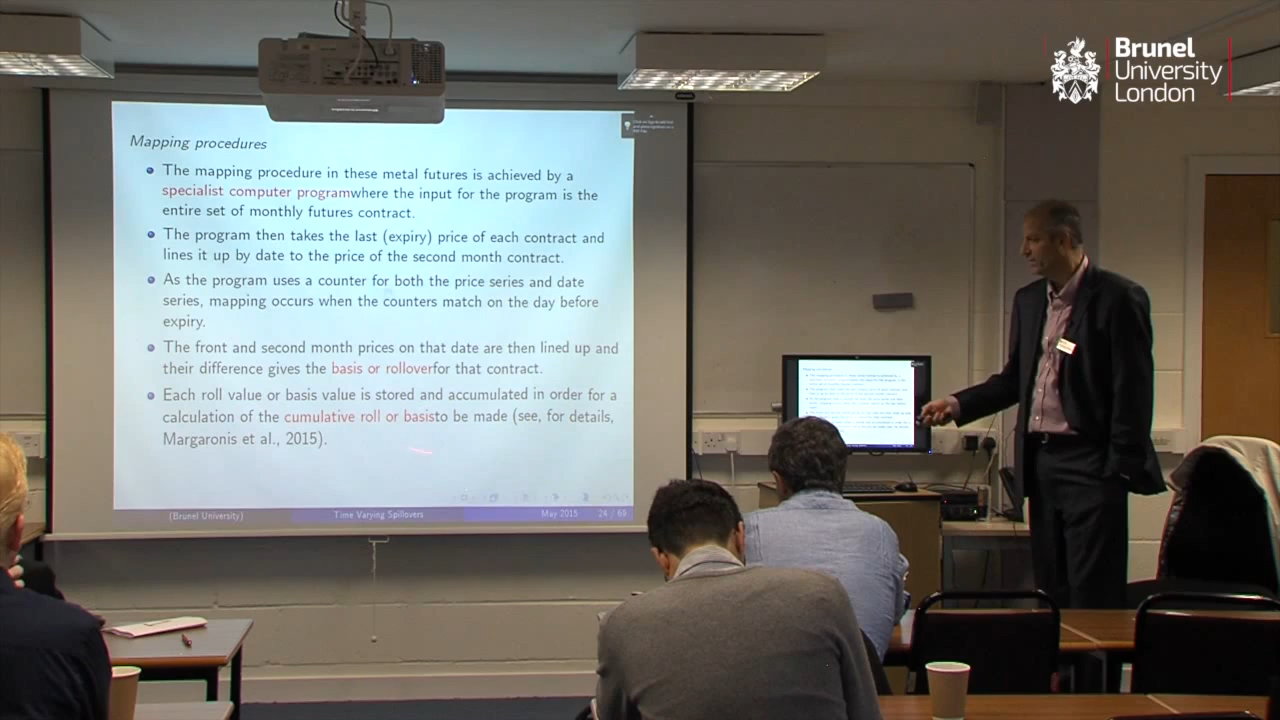 Brunel
University
London
Mapping procedures
The mapping procedure in these metal futures is achieved by a
specialist computer programwhere the input for the program is the
entire set of monthly futures contract.
The program then takes the last (expiry) price of each contract and
lines it up by date to the price of the second month contract.
As the program uses a counter for both the price series and date
series, mapping occurs when the counters match on the day before
expiry.
The front and second month prices on that date are then lined up and
their difference gives the basis or rolloverfor that contract.
Each roll value or basis value is stored and accumulated in order for a
calculation of the cumulative roll or basisto be made (see, for details,
Margaronis et al., 2015).
(Brunel University) Time Varying Spillovers May 2015 24 / 69